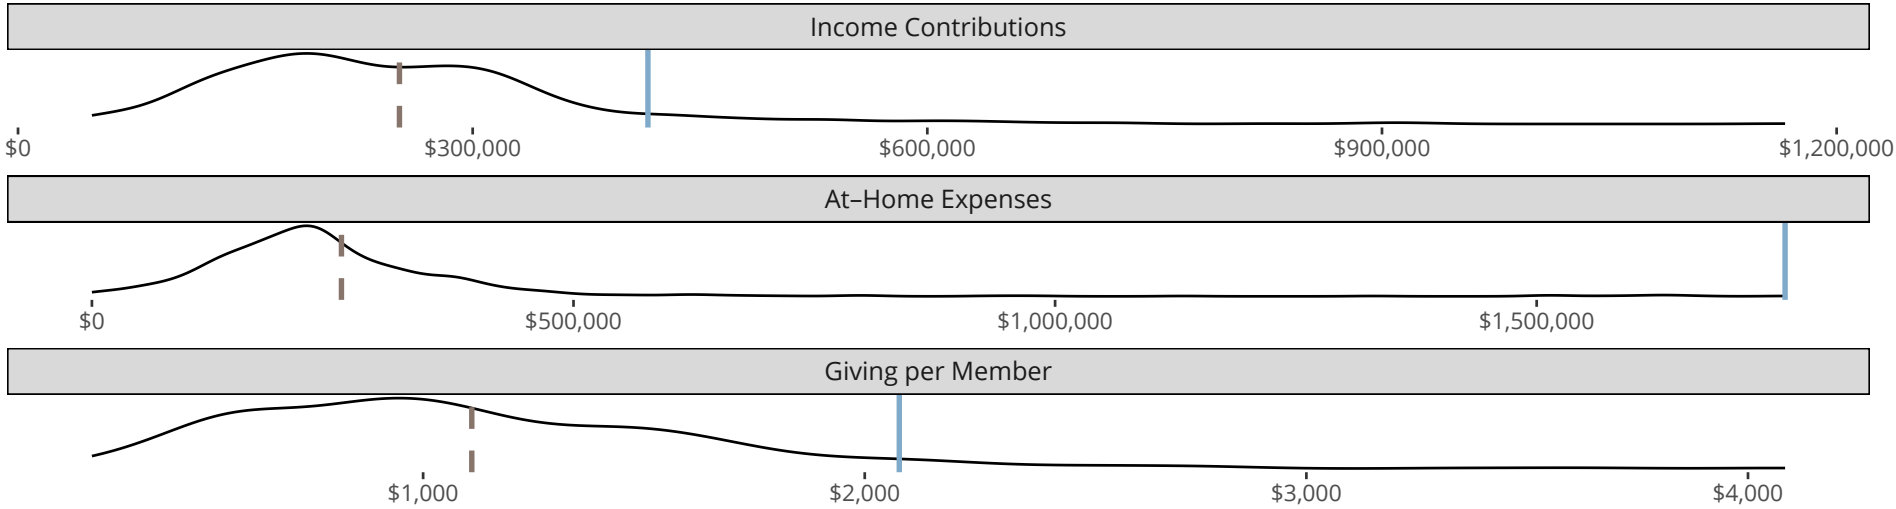 Income Contributions
$0 $300,000 $600,000 $900,000 $1,200,000
At–Home Expenses
$0 $500,000 $1,000,000 $1,500,000
Giving per Member
$1,000 $2,000 $3,000 $4,000